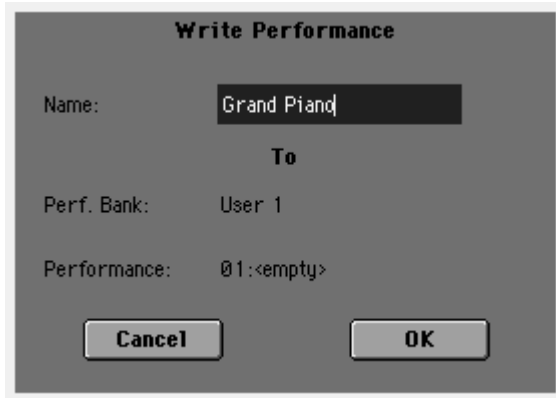 Write Performance
Name: Grand Piano
To
Perf. Bank: User 1
Performance: 01:<empty>
Cancel OK